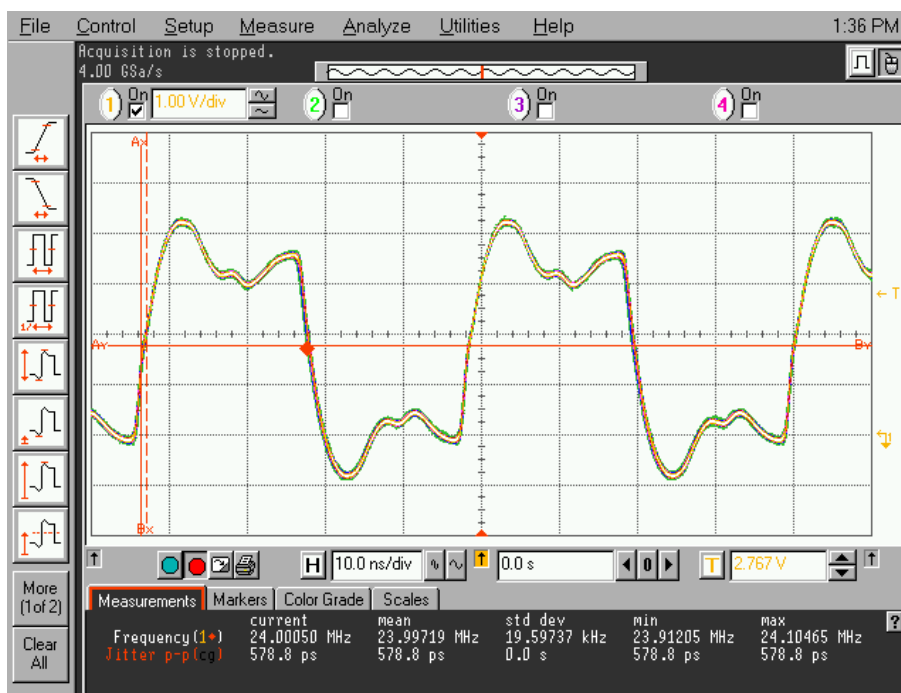 File Control Setup Measure Analyze Utilities Help 1:36 PM
Acquisition is stopped.
4.00 GSa/s
1 On 1.00 V/div 2 On 3 On 4 On
Ax
T
Ay Bv
1
Bx
H 10.0 ns/div 0.0 s 0 T 2.767 V
More
(1of 2)
Clear
All
Measurements Markers Color Grade Scales
current mean std dev min max
Frequency(1) 24.00050 MHz 23.99719 MHz 19.59737 kHz 23.91205 MHz 24.10465 MHz
Jitter p-p(cg) 578.8 ps 578.8 ps 0.0 s 578.8 ps 578.8 ps
?